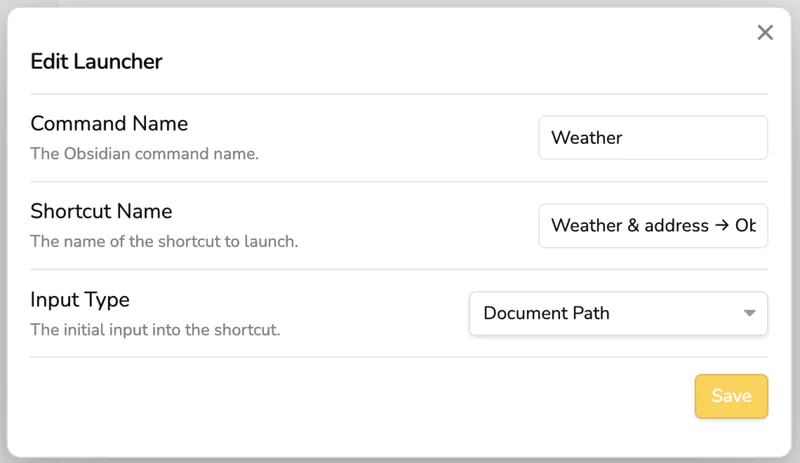 Edit Launcher
Command Name
The Obsidian command name.
Weather
Shortcut Name
The name of the shortcut to launch.
Weather & address → Ob
Input Type
The initial input into the shortcut.
Document Path
Save